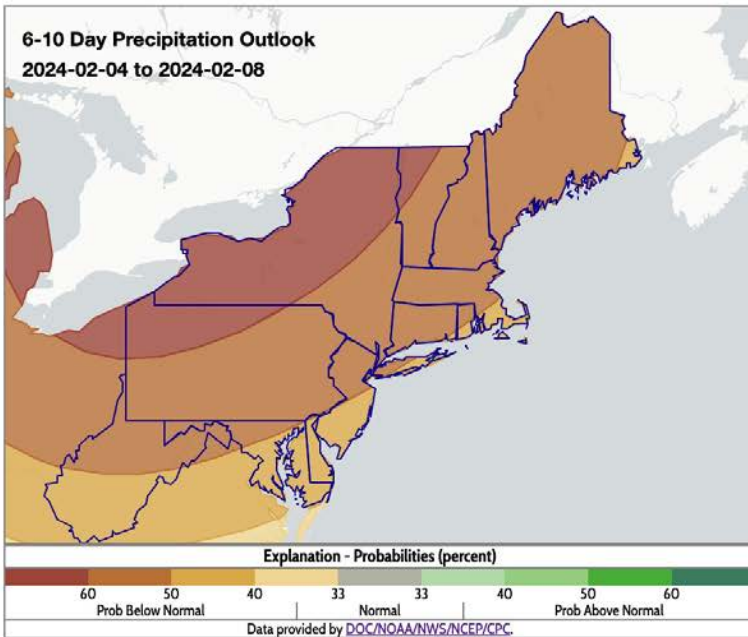 6-10 Day Precipitation Outlook
2024-02-04 to 2024-02-08
Explanation - Probabilities (percent)
60 50 40 33 33 40 50 60
Prob Below Normal | Normal | Prob Above Normal
Data provided by DOC/NOAA/NWS/NCEP/CPC.